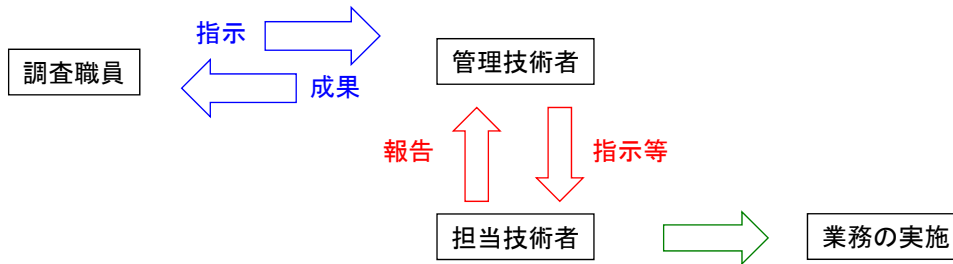 指示
調査職員
管理技術者
成果
報告
指示等
担当技術者
業務の実施